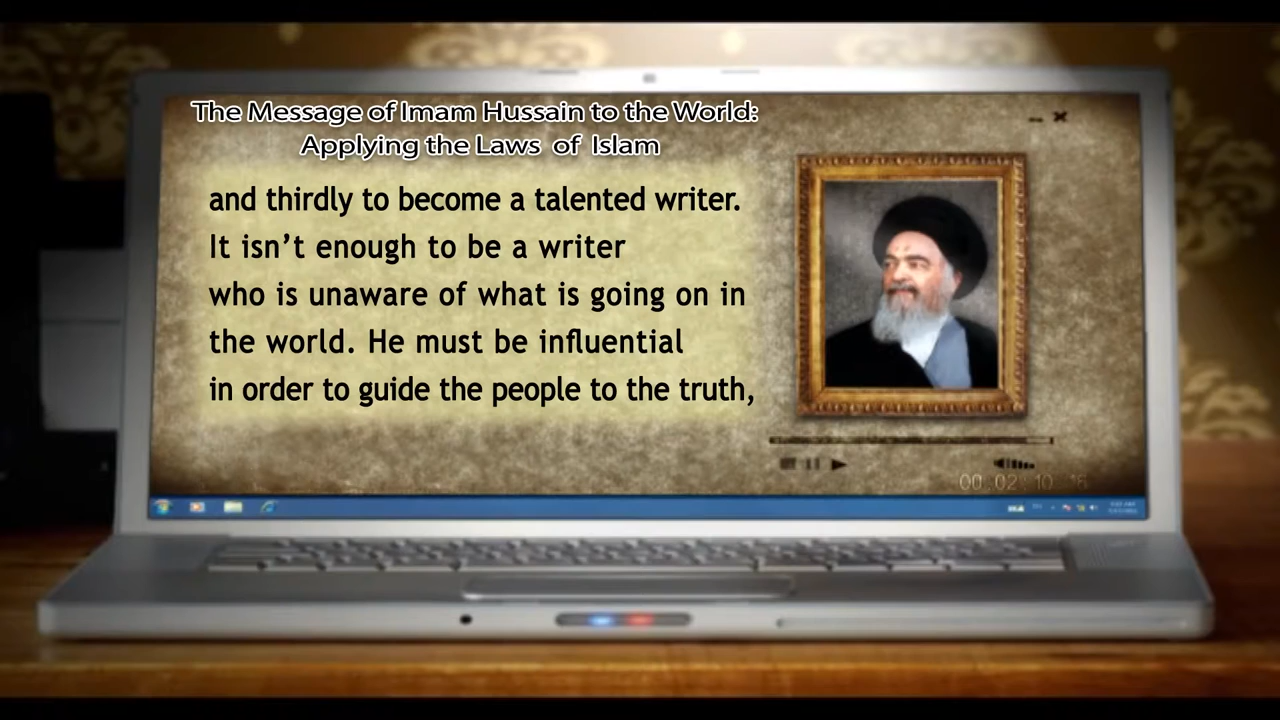 The Message of Imam Hussain to the World:
Applying the Laws of Islam
and thirdly to become a talented writer.
It isn't enough to be a writer
who is unaware of what is going on in
the world. He must be influential
in order to guide the people to the truth,